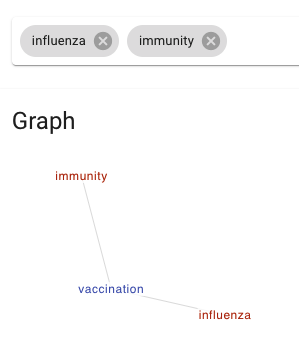 influenza immunity
Graph
immunity
vaccination
influenza